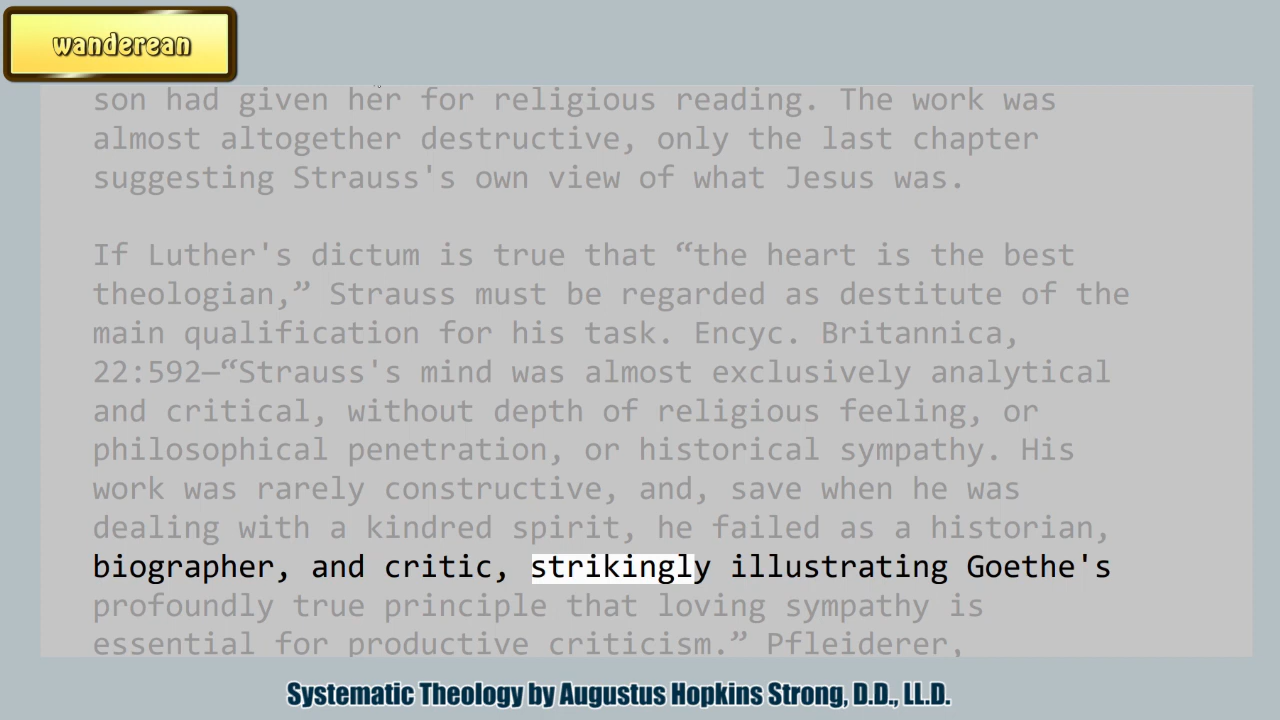 wanderean
son had given her for religious reading. The work was
almost altogether destructive, only the last chapter
suggesting Strauss's own view of what Jesus was.
If Luther's dictum is true that “the heart is the best
theologian,” Strauss must be regarded as destitute of the
main qualification for his task. Encyc. Britannica,
22:592—“Strauss's mind was almost exclusively analytical
and critical, without depth of religious feeling, or
philosophical penetration, or historical sympathy. His
work was rarely constructive, and, save when he was
dealing with a kindred spirit, he failed as a historian,
biographer, and critic, strikingly illustrating Goethe's
profoundly true principle that loving sympathy is
essential for productive criticism.” Pfleiderer,
Systematic Theology by Augustus Hopkins Strong, D.D., LL.D.